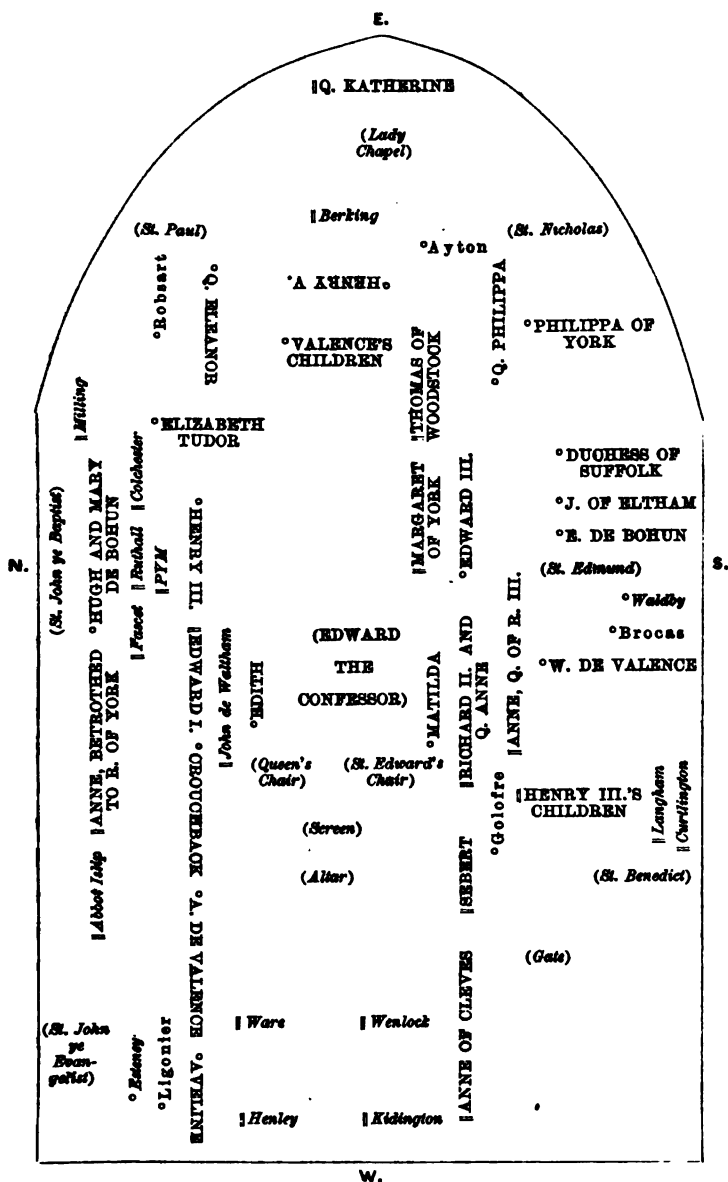 E.
‖Q. KATHERINE
(Lady
Chapel)
‖Berking
(St. Paul)
(St. Nicholas)
°Ayton
°Robsart
°Q. ELEANOR
°HENRY V.
°Q. PHILIPPA
°PHILIPPA OF
YORK
°VALENCE'S
CHILDREN
‖THOMAS OF
WOODSTOCK
‖Milling
°ELIZABETH
TUDOR
‖Colchester
°DUCHESS OF
SUFFOLK
°J. OF ELTHAM
°E. DE BOHUN
(St. John ye Baptist)
°HUGH AND MARY
DE BOHUN
‖Ruthall
‖PYM
°HENRY III.
‖MARGARET
OF YORK
°EDWARD III.
N.
S.
(St. Edmund)
°Waldby
°Brocas
°W. DE VALENCE
‖Fascet
‖EDWARD I.
‖John de Waltham
°EDITH
(EDWARD
THE
CONFESSOR)
°MATILDA
‖RICHARD II. AND
Q. ANNE
‖ANNE, Q. OF R. III.
‖ANNE, BETROTHED
TO R. OF YORK
°CROUCHBACK
(Queen's
Chair)
(St. Edward's
Chair)
°Golofre
‖HENRY III.'S
CHILDREN
‖Langham
‖Curtlington
(Screen)
(Altar)
‖SEBERT
(St. Benedict)
‖Abbot Islip
°A. DE VALENCE
(Gate)
(St. John
ye
Evan-
gelist)
°Esteney
°Ligonier
°AVELINE
‖Ware
‖Wenlock
‖ANNE OF CLEVES
‖Henley
‖Kidington
W.